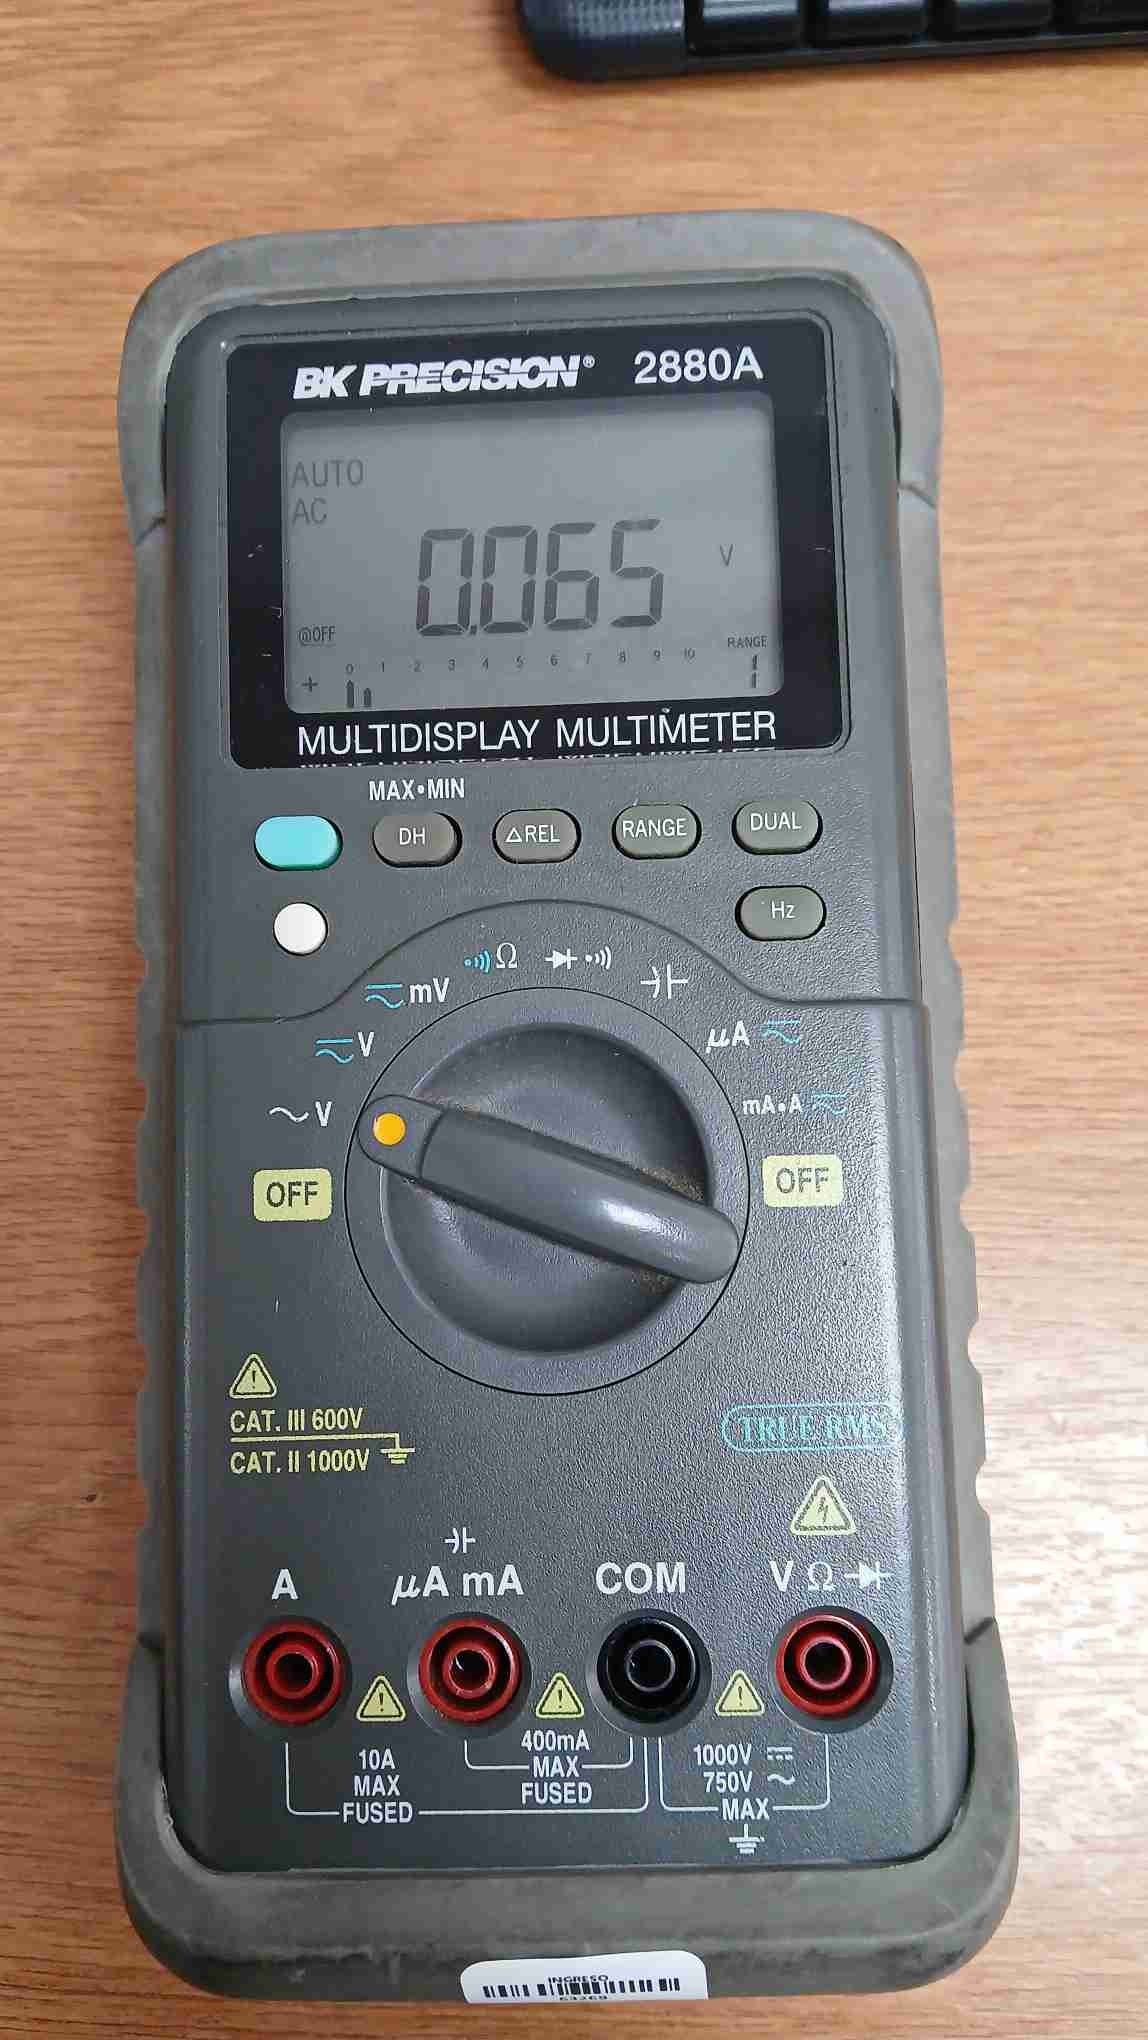 BK PRECISION® 2880A
AUTO
AC
0.065 V
@OFF
RANGE
0 1 2 3 4 5 6 7 8 9 10
+ 1
MULTIDISPLAY MULTIMETER
MAX•MIN
DH ΔREL RANGE DUAL
Hz
mV
Ω
V
V
μA
mA•A
OFF
OFF
CAT. III 600V
CAT. II 1000V
TRUE RMS
A
μA mA
COM
V Ω
10A
MAX
FUSED
400mA
MAX
FUSED
1000V
750V ~
MAX
INGRESO